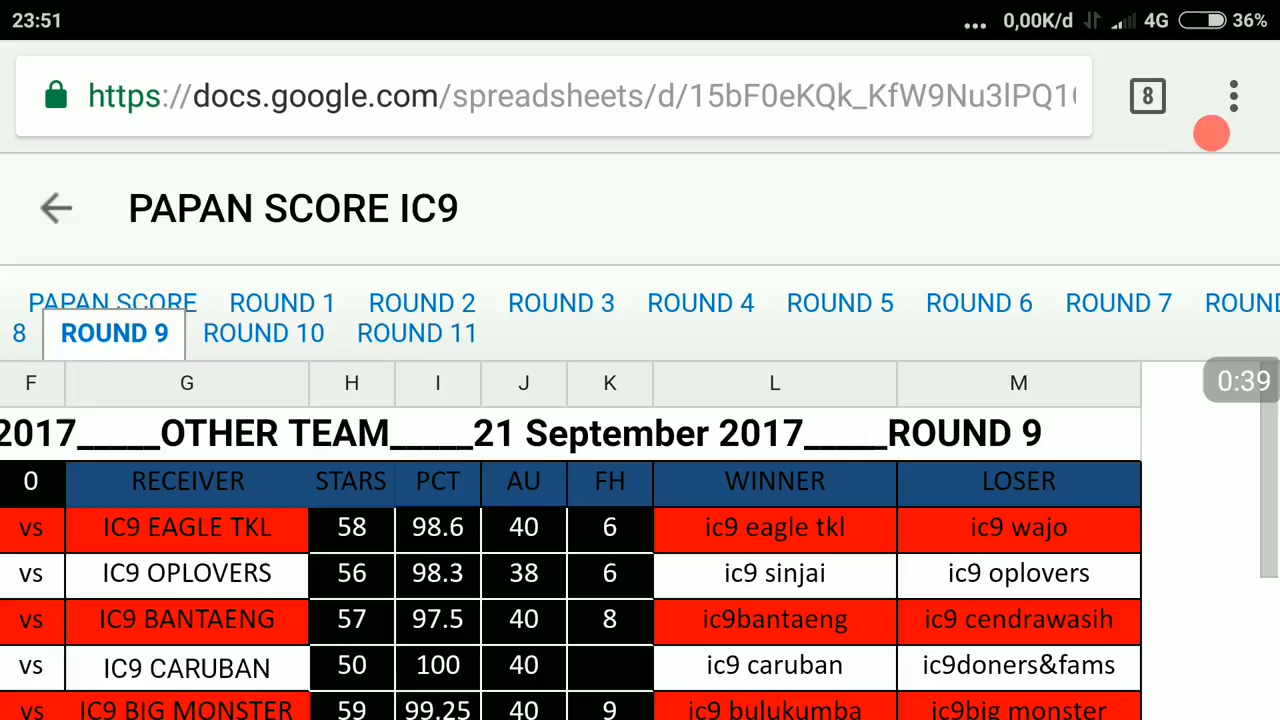 23:51 ... 0,00K/d 4G 36%
https://docs.google.com/spreadsheets/d/15bF0eKQk_KfW9Nu3lPQ1 8
PAPAN SCORE IC9
PAPAN SCORE ROUND 1 ROUND 2 ROUND 3 ROUND 4 ROUND 5 ROUND 6 ROUND 7 ROUND
8 ROUND 9 ROUND 10 ROUND 11
F G H I J K L M
0:39
2017_____OTHER TEAM_____21 September 2017_____ROUND 9
0 RECEIVER STARS PCT AU FH WINNER LOSER
vs IC9 EAGLE TKL 58 98.6 40 6 ic9 eagle tkl ic9 wajo
vs IC9 OPLOVERS 56 98.3 38 6 ic9 sinjai ic9 oplovers
vs IC9 BANTAENG 57 97.5 40 8 ic9bantaeng ic9 cendrawasih
vs IC9 CARUBAN 50 100 40 ic9 caruban ic9doners&fams
vs IC9 BIG MONSTER 59 99.25 40 9 ic9 bulukumba ic9big monster